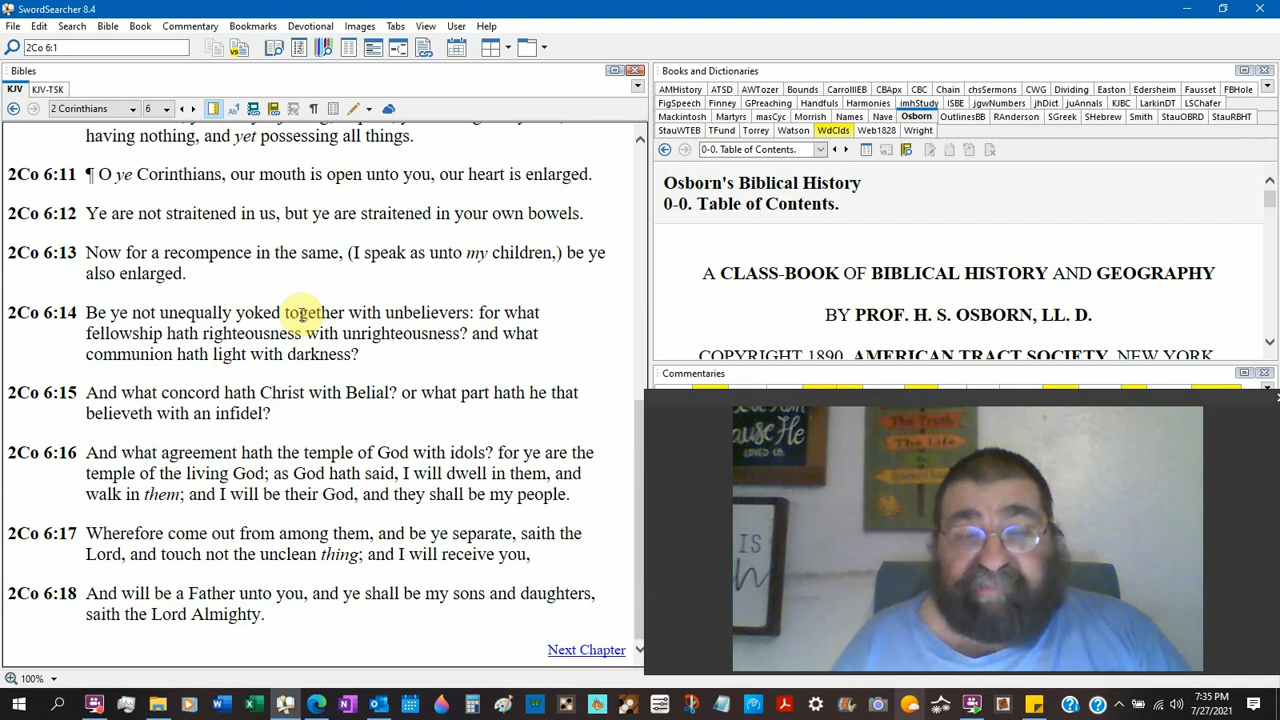 SwordSearcher 8.4
File Edit Search Bible Book Commentary Bookmarks Devotional Images Tabs View User Help
2Co 6:1
Bibles
KJV KJV-TSK
2 Corinthians 6
having nothing, and yet possessing all things.
2Co 6:11 ¶ O ye Corinthians, our mouth is open unto you, our heart is enlarged.
2Co 6:12 Ye are not straitened in us, but ye are straitened in your own bowels.
2Co 6:13 Now for a recompence in the same, (I speak as unto my children,) be ye
also enlarged.
2Co 6:14 Be ye not unequally yoked together with unbelievers: for what
fellowship hath righteousness with unrighteousness? and what
communion hath light with darkness?
2Co 6:15 And what concord hath Christ with Belial? or what part hath he that
believeth with an infidel?
2Co 6:16 And what agreement hath the temple of God with idols? for ye are the
temple of the living God; as God hath said, I will dwell in them, and
walk in them; and I will be their God, and they shall be my people.
2Co 6:17 Wherefore come out from among them, and be ye separate, saith the
Lord, and touch not the unclean thing; and I will receive you,
2Co 6:18 And will be a Father unto you, and ye shall be my sons and daughters,
saith the Lord Almighty.
Next Chapter
100%
Books and Dictionaries
AMHistory ATSD AWTozer Bounds CarrollEB CBApx CBC Chain chsSermons CWG Dividing Easton Edersheim Fausset FBHole
FigSpeech Finney GPreaching Handfuls Harmonies imhStudy ISBE jgwNumbers jhDict juAnnals KJBC LarkinDT LSChafer
Mackintosh Martyrs masCyc Morrish Names Nave Osborn OutlinesBB RAnderson SGreek SHebrew Smith StauOBRD StauRBHT
StauWTEB TFund Torrey Watson WdClds Web1828 Wright
0-0. Table of Contents.
Osborn's Biblical History
0-0. Table of Contents.
A CLASS-BOOK OF BIBLICAL HISTORY AND GEOGRAPHY
BY PROF. H. S. OSBORN, LL. D.
COPYRIGHT 1890, AMERICAN TRACT SOCIETY, NEW YORK
Commentaries
ause He
The Truth
The Life
IS
7:35 PM
7/27/2021